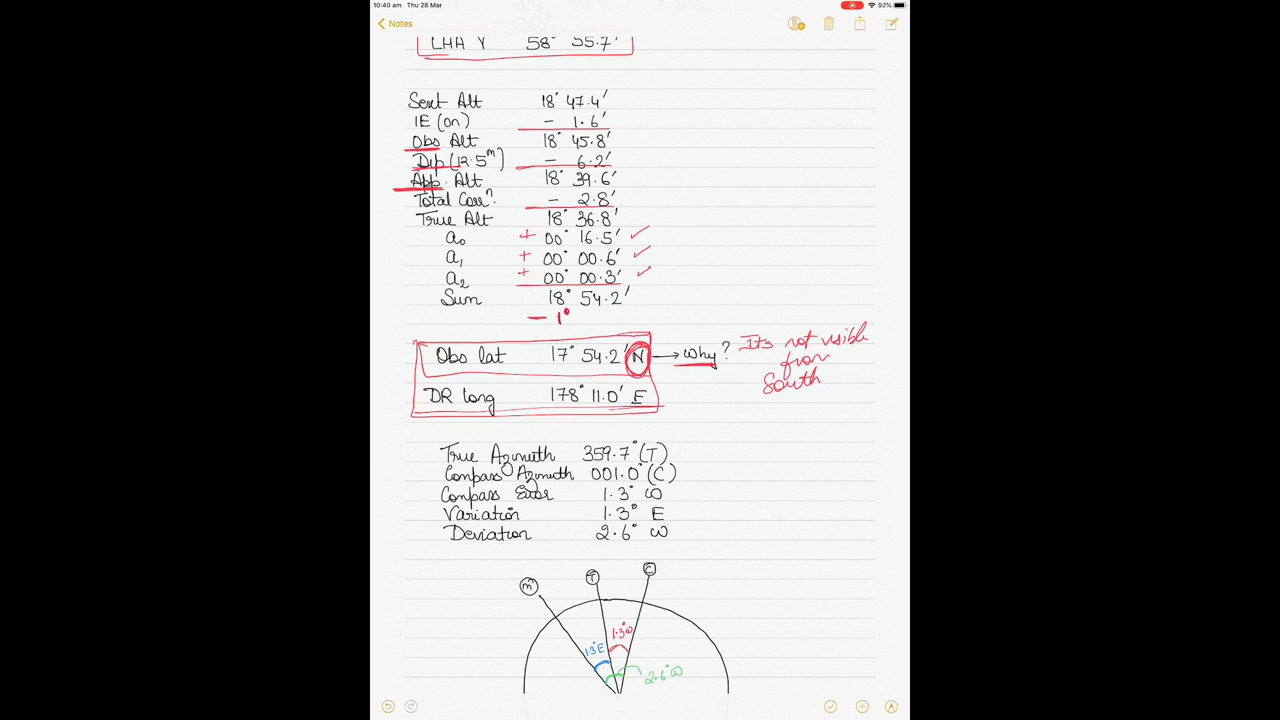 10:40 am Thu 28 Mar
92%
Notes
LHA γ 58° 55.7'
Sext Alt 18° 47.4'
IE (on) - 1.6'
Obs Alt 18° 45.8'
Dip (12.5m) - 6.2'
App. Alt 18° 39.6'
Total Corrn - 2.8'
True Alt 18° 36.8'
a0 + 00° 16.5' ✓
a1 + 00° 00.6' ✓
a2 + 00° 00.3' ✓
Sum 18° 54.2'
- 1°
Obs lat 17° 54.2' N → Why? Its not visible
from
South
DR long 178° 11.0' E
True Azimuth 359.7° (T)
Compass Azimuth 001.0° (C)
Compass Error 1.3° W
Variation 1.3° E
Deviation 2.6° W
M T C
1.3°E 1.3°W
2.6°W